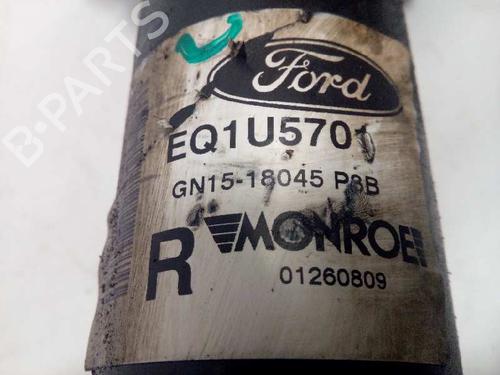 Ford
EQ1U5701
GN15-18045 P3B
R MONROE
01260809
B-PARTS